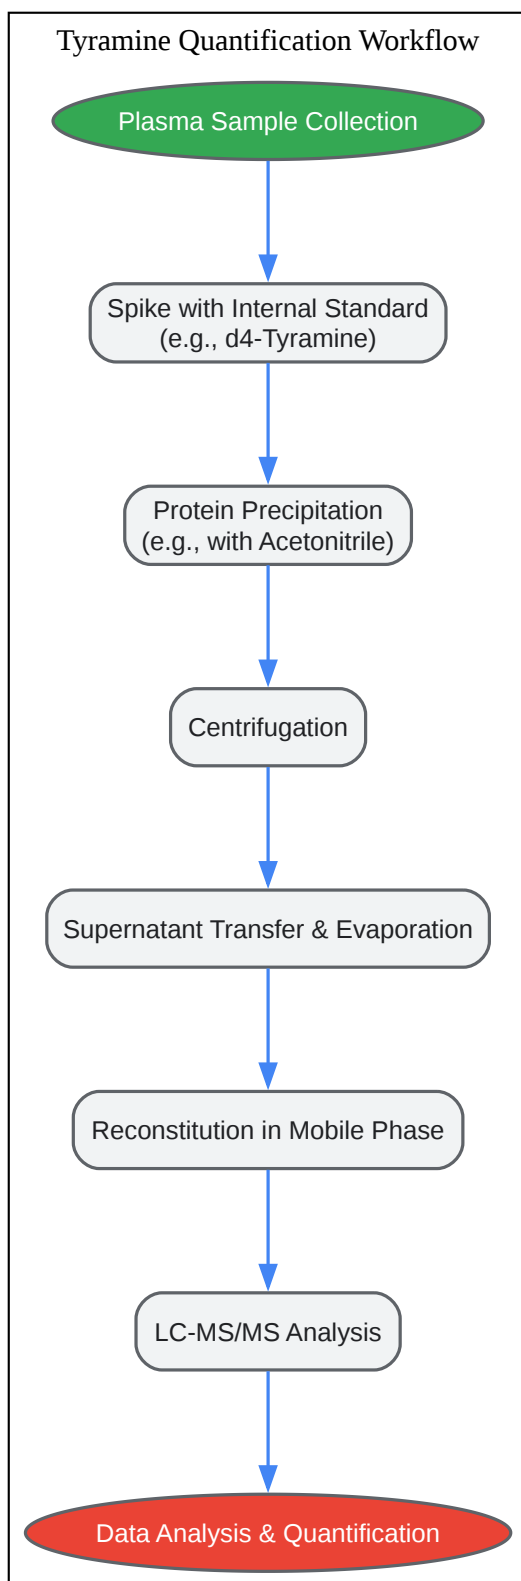 Tyramine Quantification Workflow
Plasma Sample Collection
Spike with Internal Standard
(e.g., d4-Tyramine)
Protein Precipitation
(e.g., with Acetonitrile)
Centrifugation
Supernatant Transfer & Evaporation
Reconstitution in Mobile Phase
LC-MS/MS Analysis
Data Analysis & Quantification